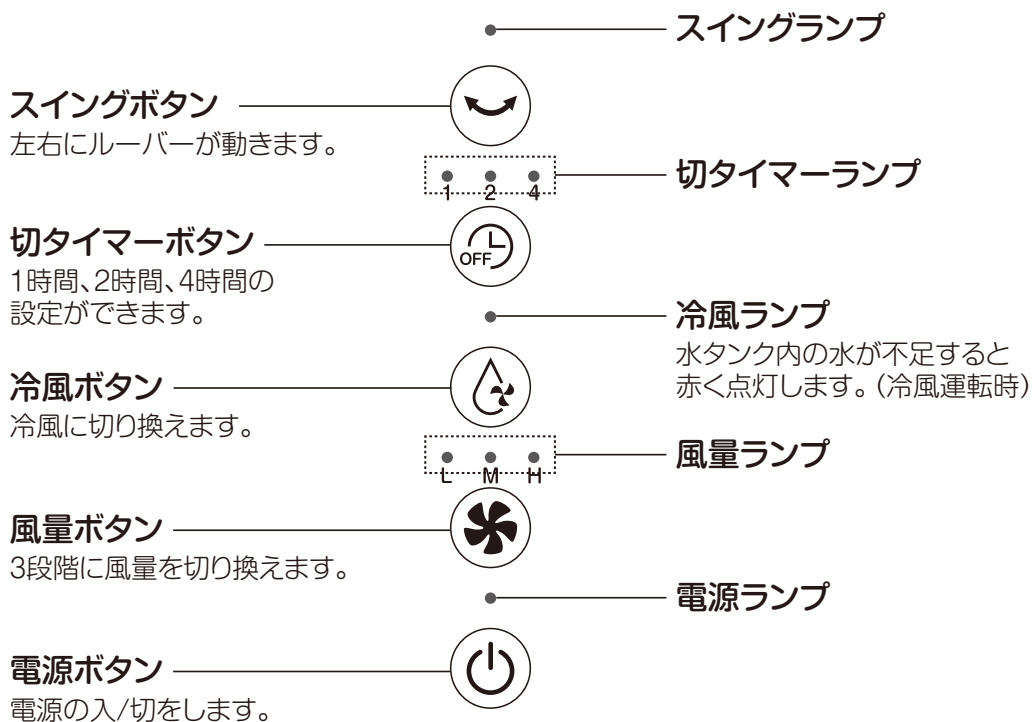 スイングランプ
スイングボタン
左右にルーバーが動きます。
1 2 4
切タイマーランプ
切タイマーボタン
1時間、2時間、4時間の
設定ができます。
OFF
冷風ランプ
水タンク内の水が不足すると
赤く点灯します。(冷風運転時)
冷風ボタン
冷風に切り換えます。
L M H
風量ランプ
風量ボタン
3段階に風量を切り換えます。
電源ランプ
電源ボタン
電源の入/切をします。